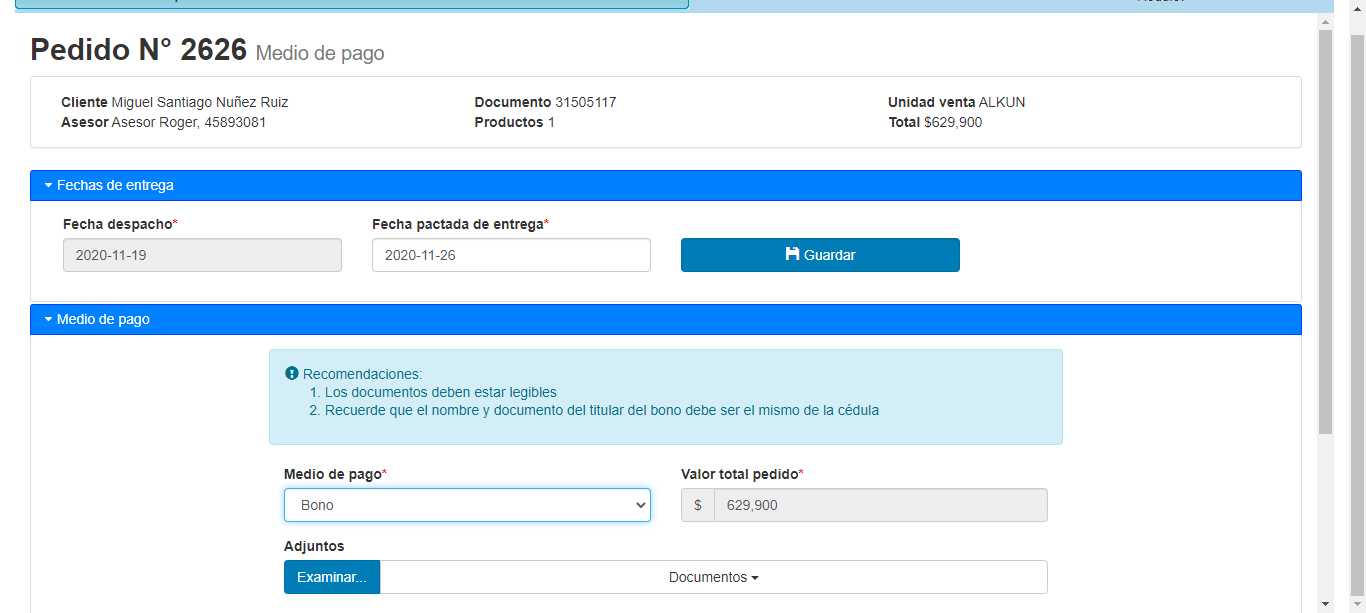 Pedido N° 2626 Medio de pago
Cliente Miguel Santiago Nuñez Ruiz
Documento 31505117
Unidad venta ALKUN
Asesor Asesor Roger, 45893081
Productos 1
Total $629,900
Fechas de entrega
Fecha despacho*
Fecha pactada de entrega*
2020-11-19
2020-11-26
Guardar
Medio de pago
Recomendaciones:
1. Los documentos deben estar legibles
2. Recuerde que el nombre y documento del titular del bono debe ser el mismo de la cédula
Medio de pago*
Valor total pedido*
Bono
$ 629,900
Adjuntos
Examinar...
Documentos